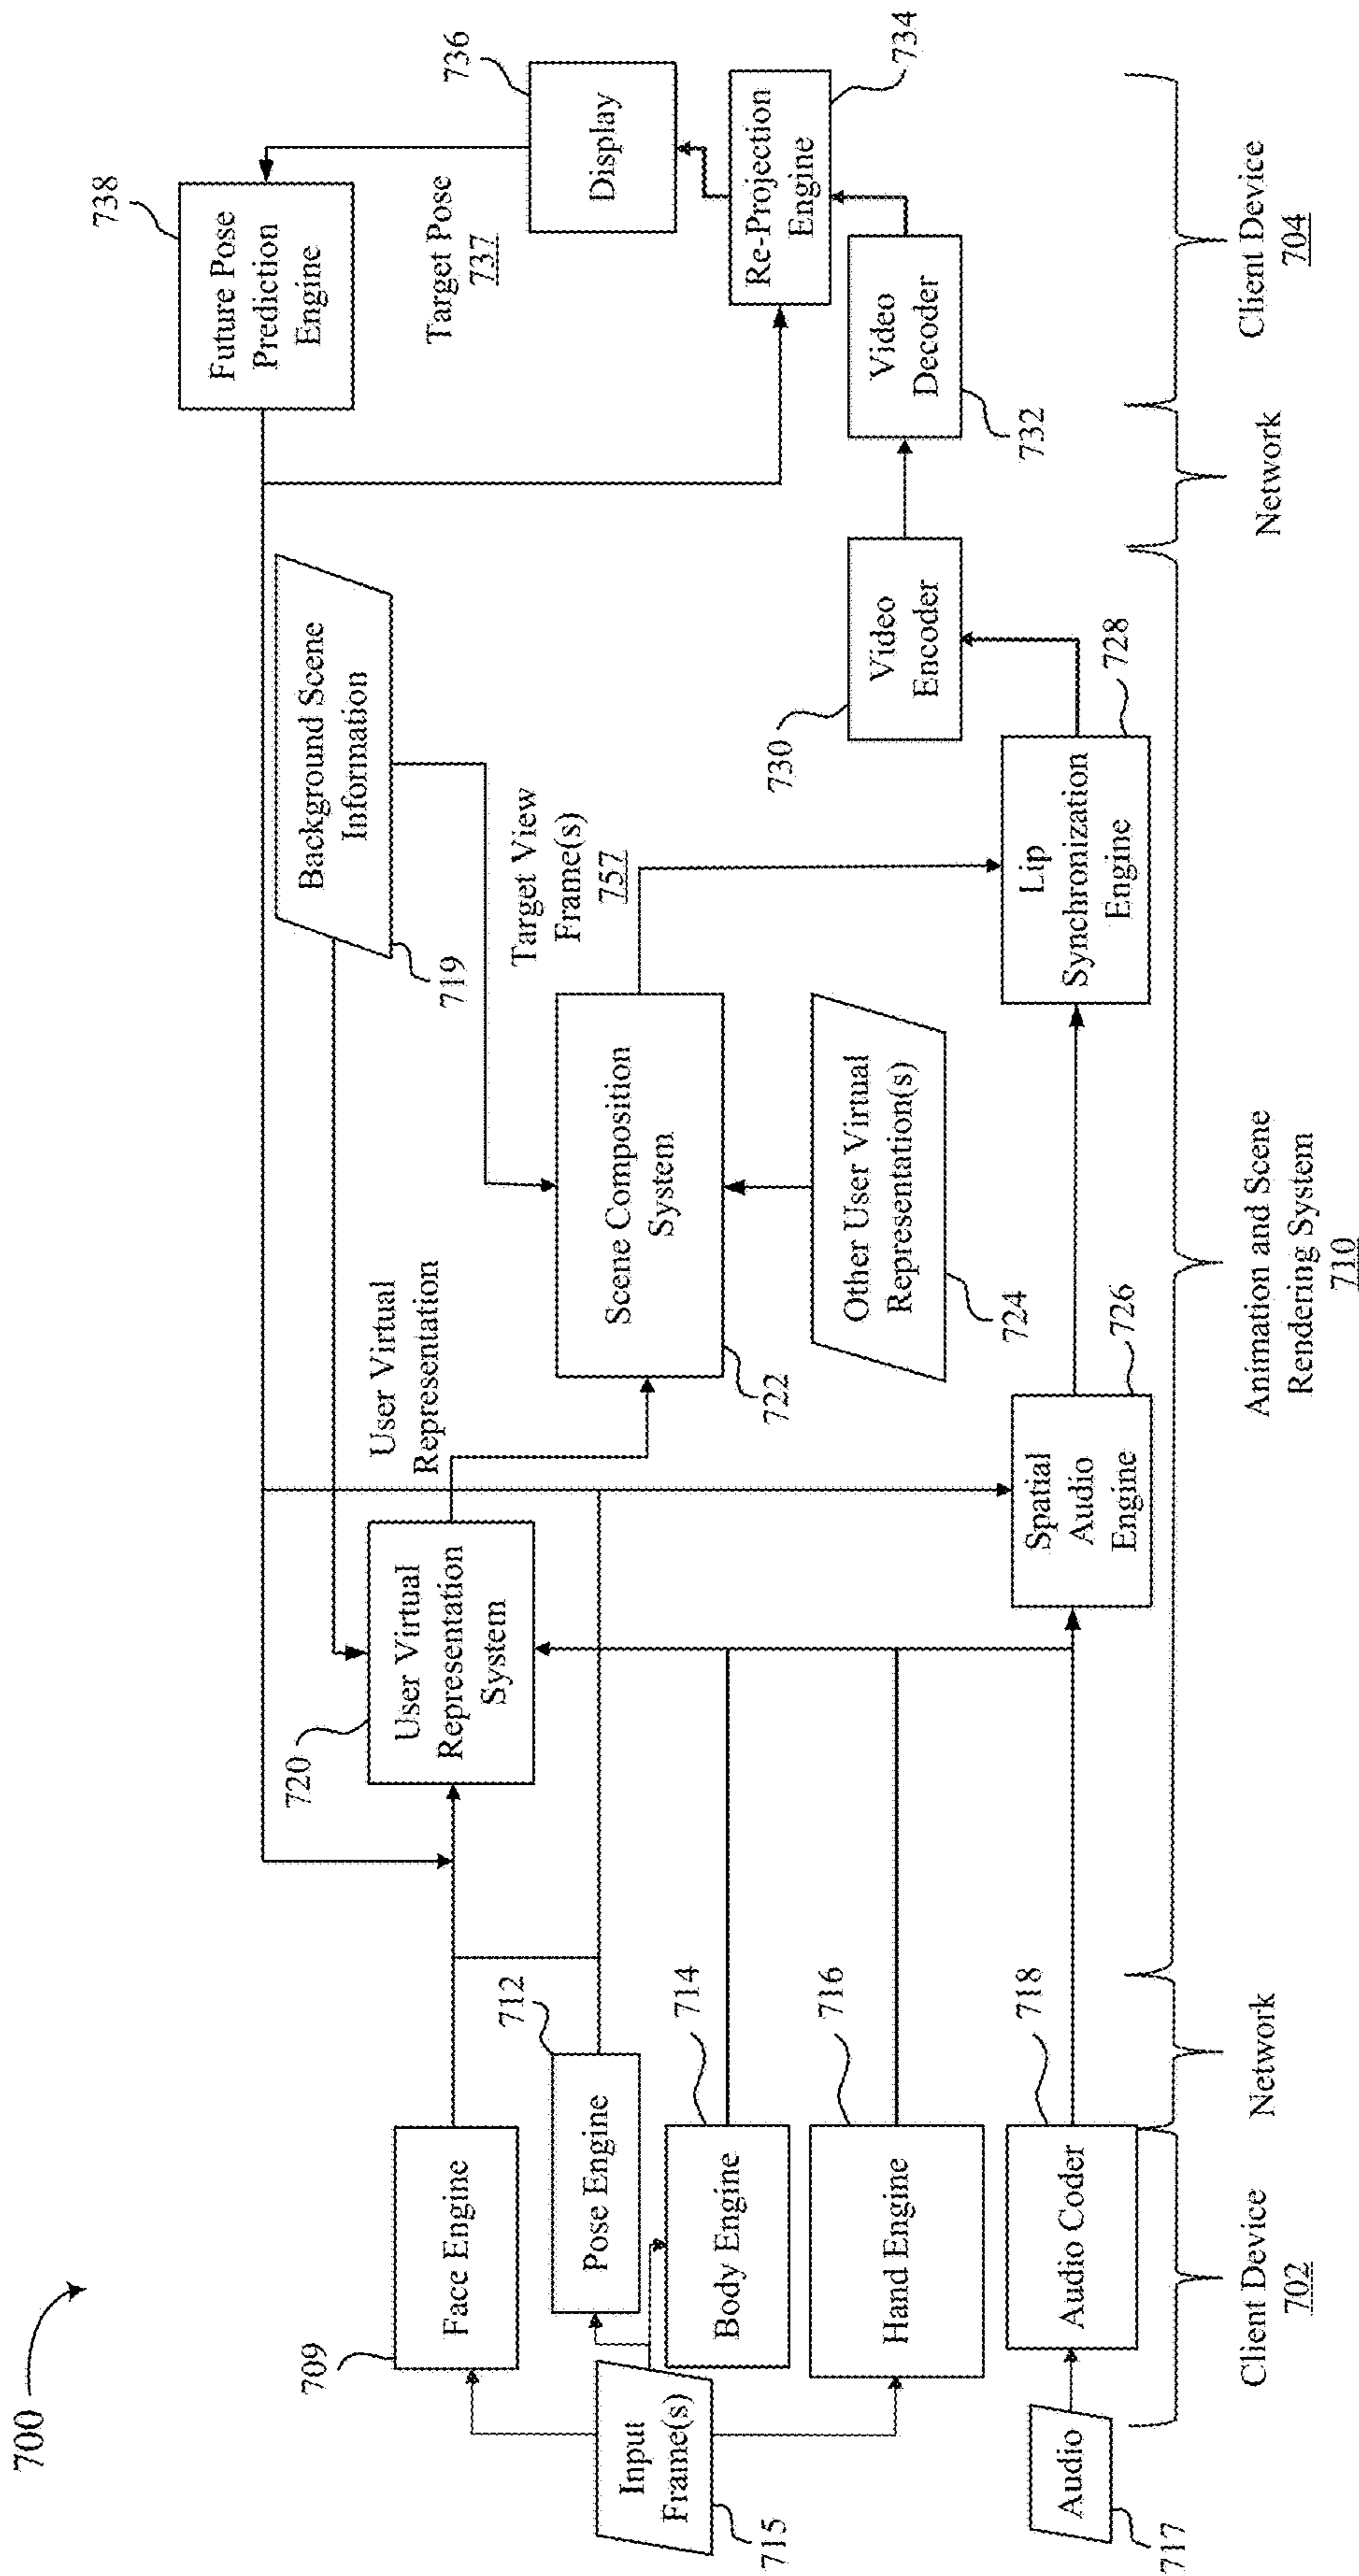 700
709
Face Engine
712
Pose Engine
Input
Frame(s)
715
714
Body Engine
716
Hand Engine
Audio
717
718
Audio Coder
Client Device
702
Network
720
User Virtual
Representation
System
User Virtual
Representation
Background Scene
Information
719
Scene Composition
System
722
Target View
Frame(s)
757
Other User Virtual
Representation(s)
724
Spatial
Audio
Engine
726
Lip
Synchronization
Engine
728
Video
Encoder
730
Animation and Scene
Rendering System
710
Network
738
Future Pose
Prediction
Engine
Target Pose
737
736
Display
Re-Projection
Engine
734
Video
Decoder
732
Client Device
704